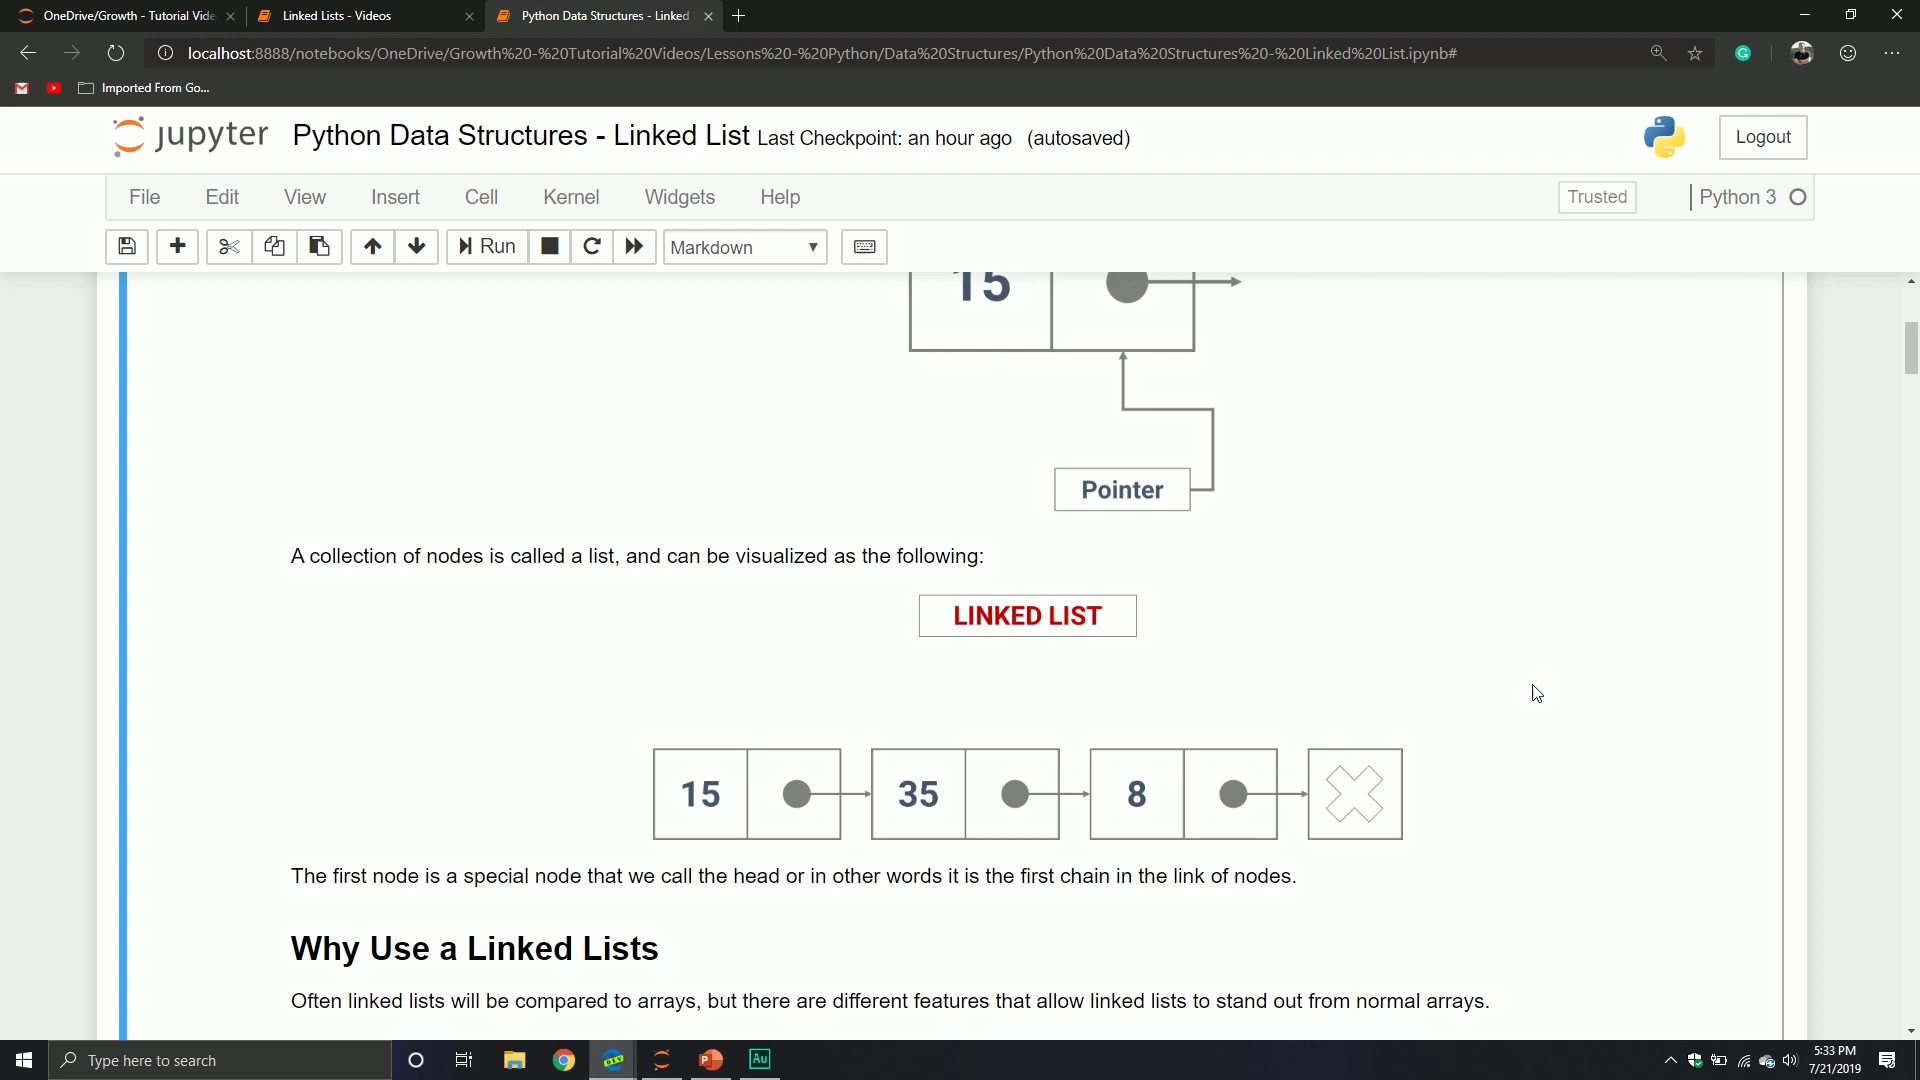 OneDrive/Growth - Tutorial Vide
Linked Lists - Videos
Python Data Structures - Linked
localhost:8888/notebooks/OneDrive/Growth%20-%20Tutorial%20Videos/Lessons%20-%20Python/Data%20Structures/Python%20Data%20Structures%20-%20Linked%20List.ipynb#
Imported From Go...
jupyter Python Data Structures - Linked List Last Checkpoint: an hour ago (autosaved)
Logout
File Edit View Insert Cell Kernel Widgets Help
Trusted
Python 3
Run
Markdown
15
Pointer
A collection of nodes is called a list, and can be visualized as the following:
LINKED LIST
15 35 8
The first node is a special node that we call the head or in other words it is the first chain in the link of nodes.
Why Use a Linked Lists
Often linked lists will be compared to arrays, but there are different features that allow linked lists to stand out from normal arrays.
Type here to search
DEV
P
Au
5:33 PM
7/21/2019